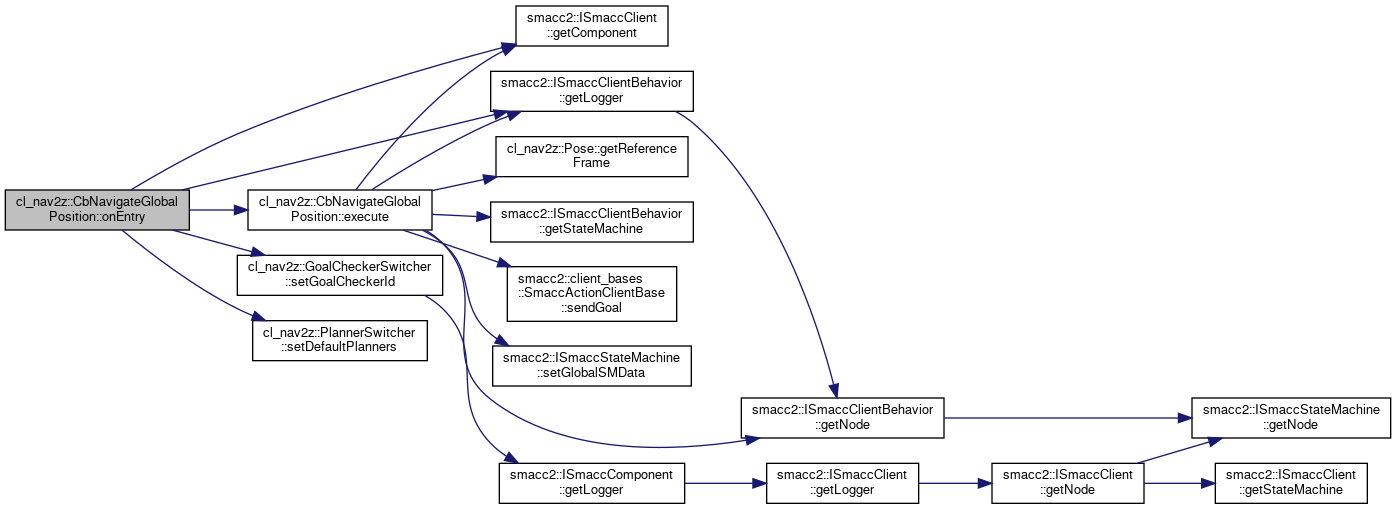 cl_nav2z::CbNavigateGlobal
Position::onEntry
smacc2::ISmaccClient
::getComponent
smacc2::ISmaccClientBehavior
::getLogger
cl_nav2z::Pose::getReference
Frame
cl_nav2z::CbNavigateGlobal
Position::execute
smacc2::ISmaccClientBehavior
::getStateMachine
cl_nav2z::GoalCheckerSwitcher
::setGoalCheckerId
smacc2::client_bases
::SmaccActionClientBase
::sendGoal
cl_nav2z::PlannerSwitcher
::setDefaultPlanners
smacc2::ISmaccStateMachine
::setGlobalSMData
smacc2::ISmaccClientBehavior
::getNode
smacc2::ISmaccStateMachine
::getNode
smacc2::ISmaccComponent
::getLogger
smacc2::ISmaccClient
::getLogger
smacc2::ISmaccClient
::getNode
smacc2::ISmaccClient
::getStateMachine